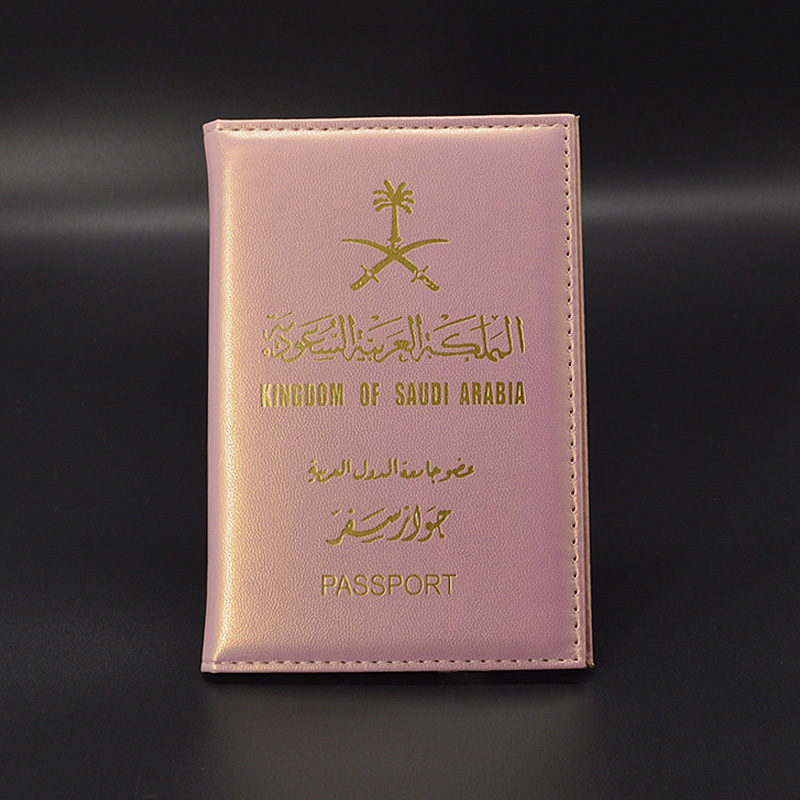 المملكة العربية السعودية
KINGDOM OF SAUDI ARABIA
عضو جامعة الدول العربية
جواز سفر
PASSPORT